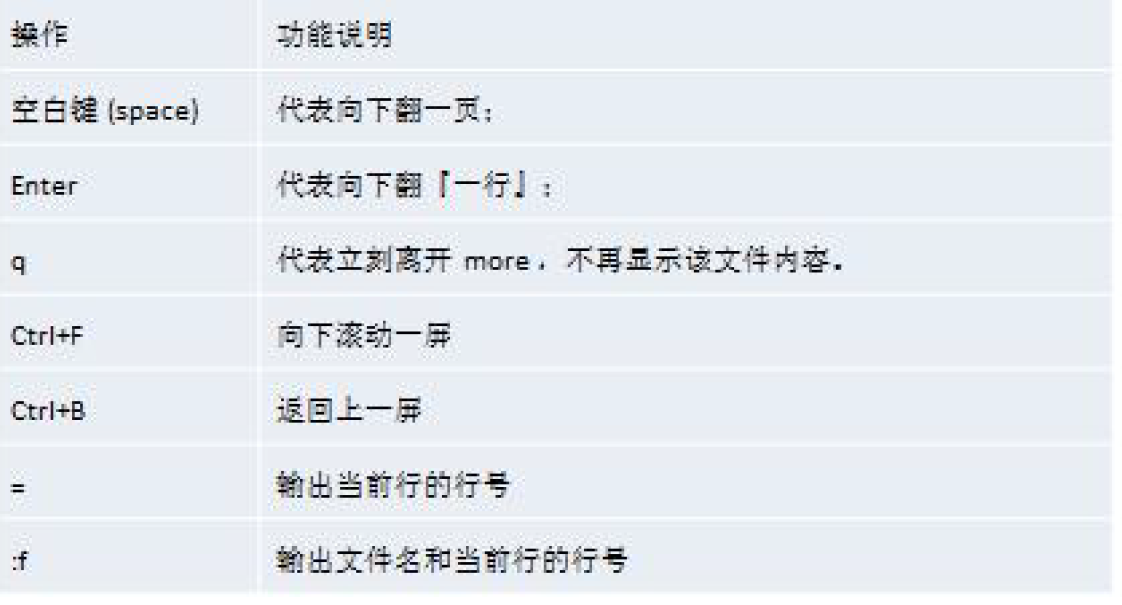 操作 功能说明
空白键 (space) 代表向下翻一页；
Enter 代表向下翻『一行』；
q 代表立刻离开 more ，不再显示该文件内容。
Ctrl+F 向下滚动一屏
Ctrl+B 返回上一屏
= 输出当前行的行号
:f 输出文件名和当前行的行号